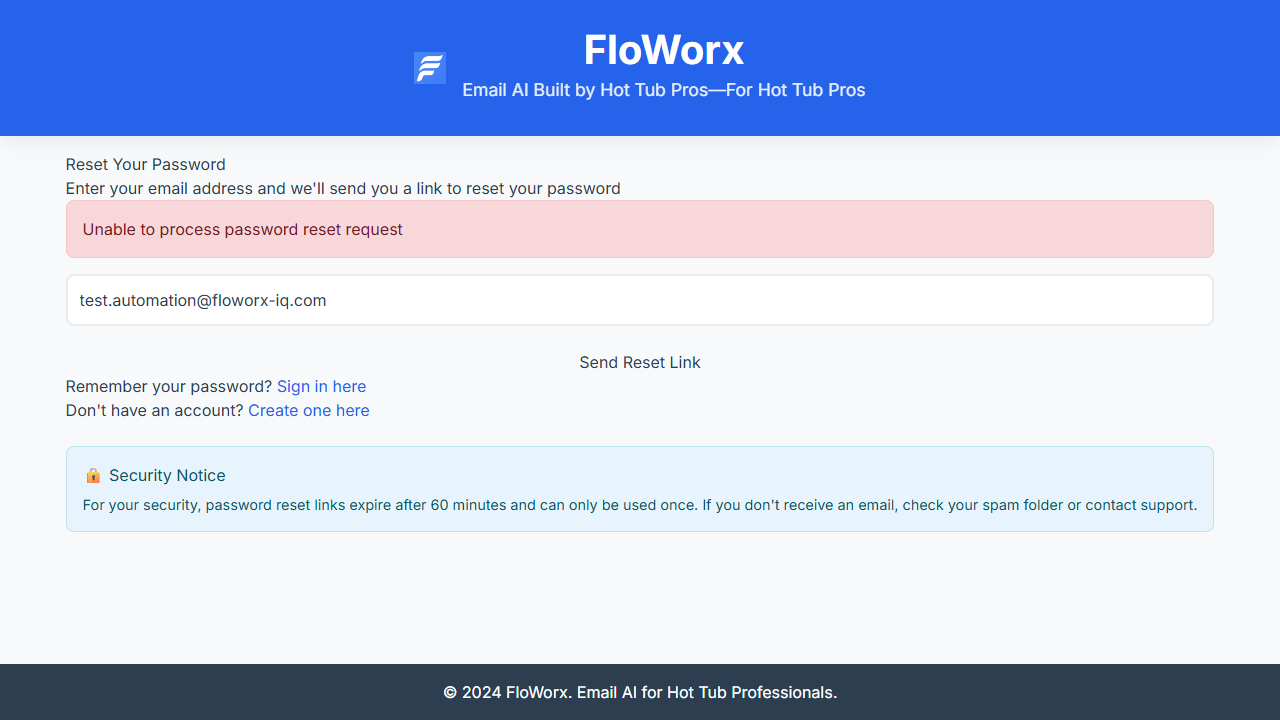 FloWorx
Email AI Built by Hot Tub Pros—For Hot Tub Pros
Reset Your Password
Enter your email address and we'll send you a link to reset your password
Unable to process password reset request
test.automation@floworx-iq.com
Send Reset Link
Remember your password? Sign in here
Don't have an account? Create one here
🔒 Security Notice
For your security, password reset links expire after 60 minutes and can only be used once. If you don't receive an email, check your spam folder or contact support.
© 2024 FloWorx. Email AI for Hot Tub Professionals.